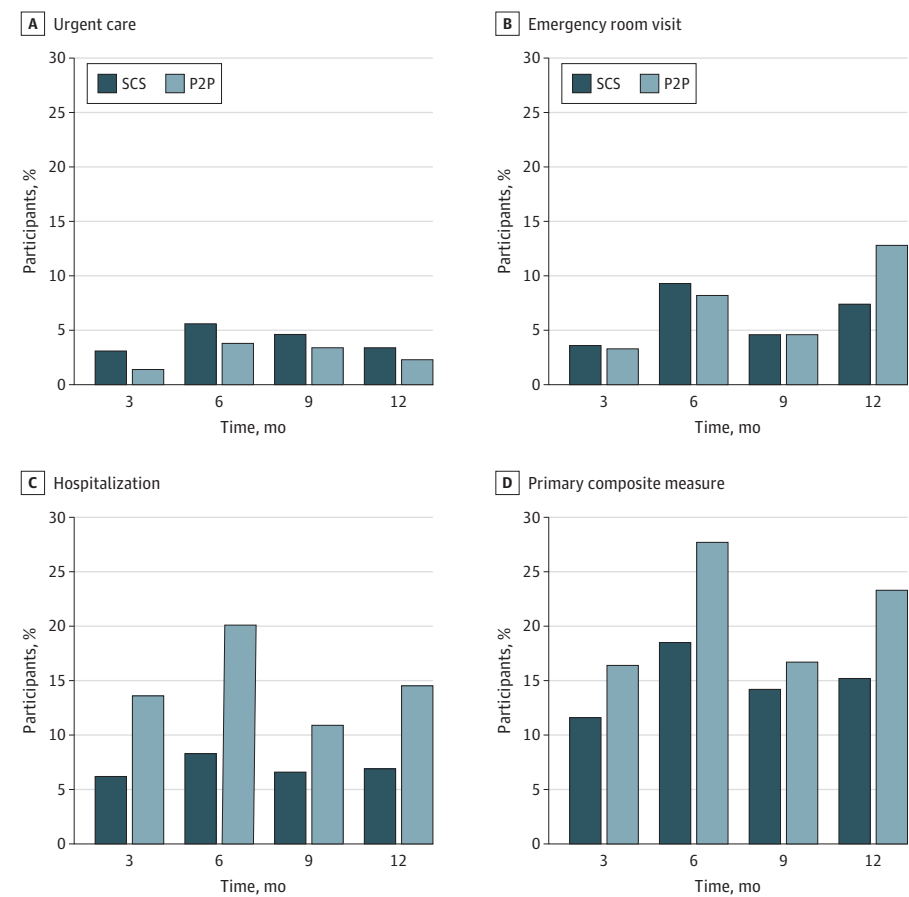 A Urgent care
30
25
20
15
10
5
0
Participants, %
SCS P2P
3 6 9 12
Time, mo
B Emergency room visit
30
25
20
15
10
5
0
Participants, %
SCS P2P
3 6 9 12
Time, mo
C Hospitalization
30
25
20
15
10
5
0
Participants, %
3 6 9 12
Time, mo
D Primary composite measure
30
25
20
15
10
5
0
Participants, %
3 6 9 12
Time, mo